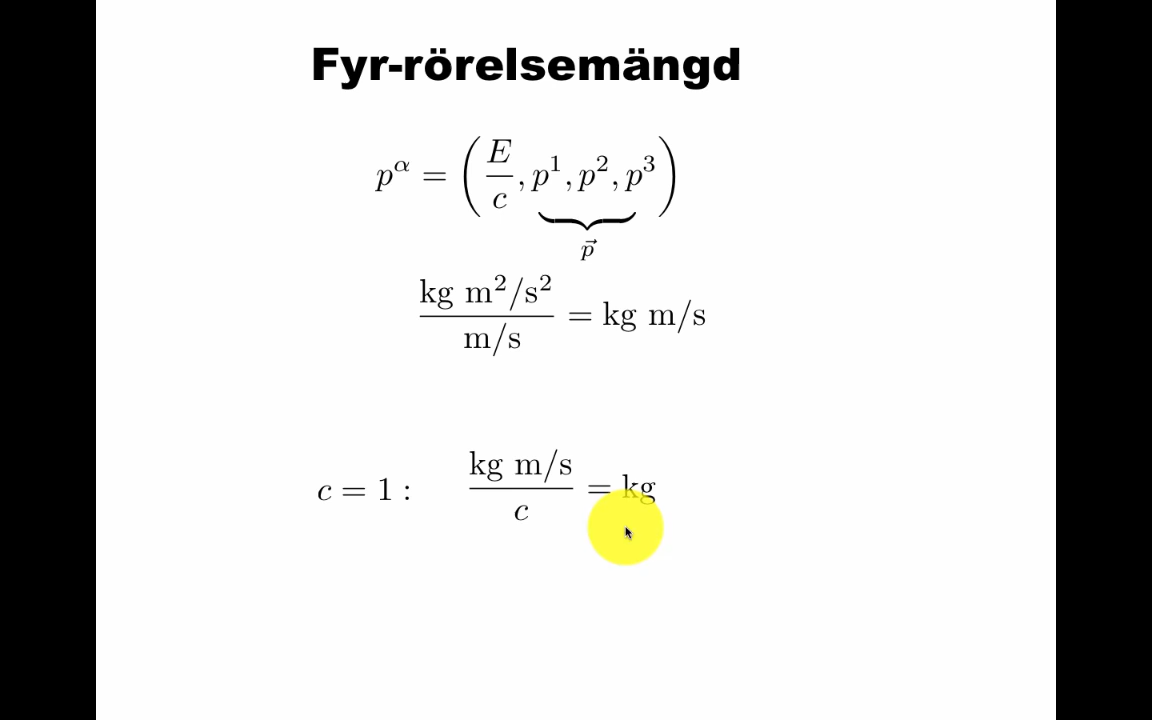 Fyr-rörelsemängd
p^α = (E/c, p^1, p^2, p^3)
p⃗
kg m^2/s^2 / m/s = kg m/s
c = 1 : kg m/s / c = kg